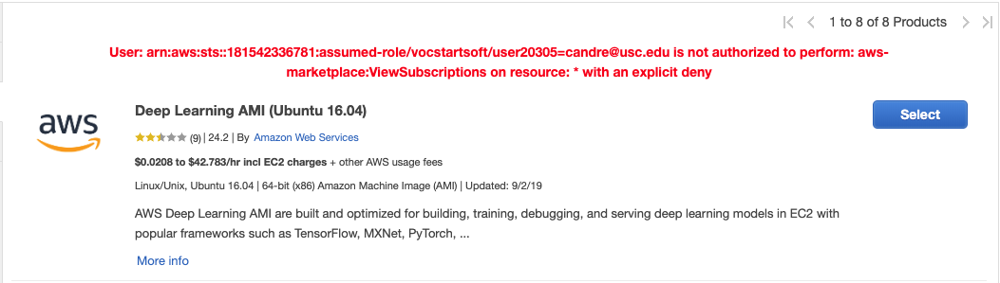 1 to 8 of 8 Products
User: arn:aws:sts::181542336781:assumed-role/vocstartsoft/user20305=candre@usc.edu is not authorized to perform: aws-
marketplace:ViewSubscriptions on resource: * with an explicit deny
aws
Deep Learning AMI (Ubuntu 16.04)
Select
(9) | 24.2 | By Amazon Web Services
$0.0208 to $42.783/hr incl EC2 charges + other AWS usage fees
Linux/Unix, Ubuntu 16.04 | 64-bit (x86) Amazon Machine Image (AMI) | Updated: 9/2/19
AWS Deep Learning AMI are built and optimized for building, training, debugging, and serving deep learning models in EC2 with
popular frameworks such as TensorFlow, MXNet, PyTorch, ...
More info